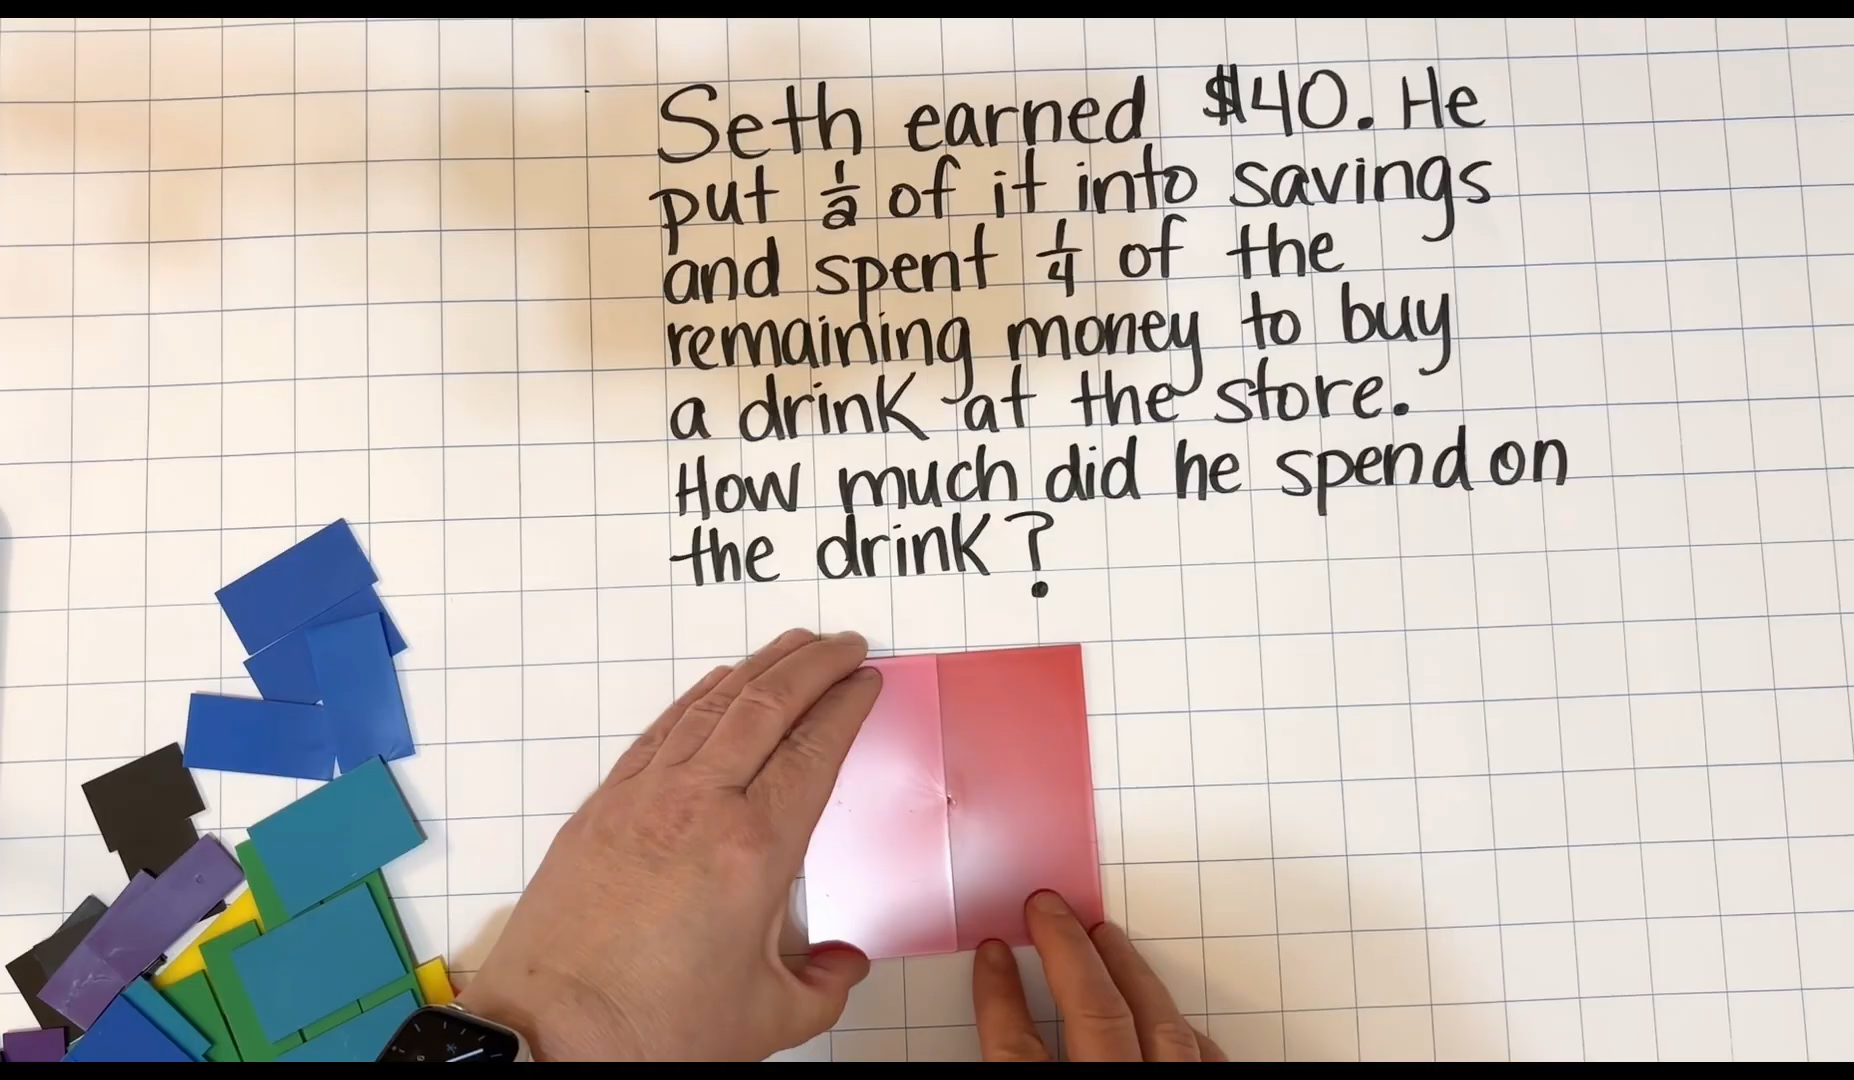 Seth earned $40. He
put 1/2 of it into savings
and spent 1/4 of the
remaining money to buy
a drink at the store.
How much did he spend on
the drink?